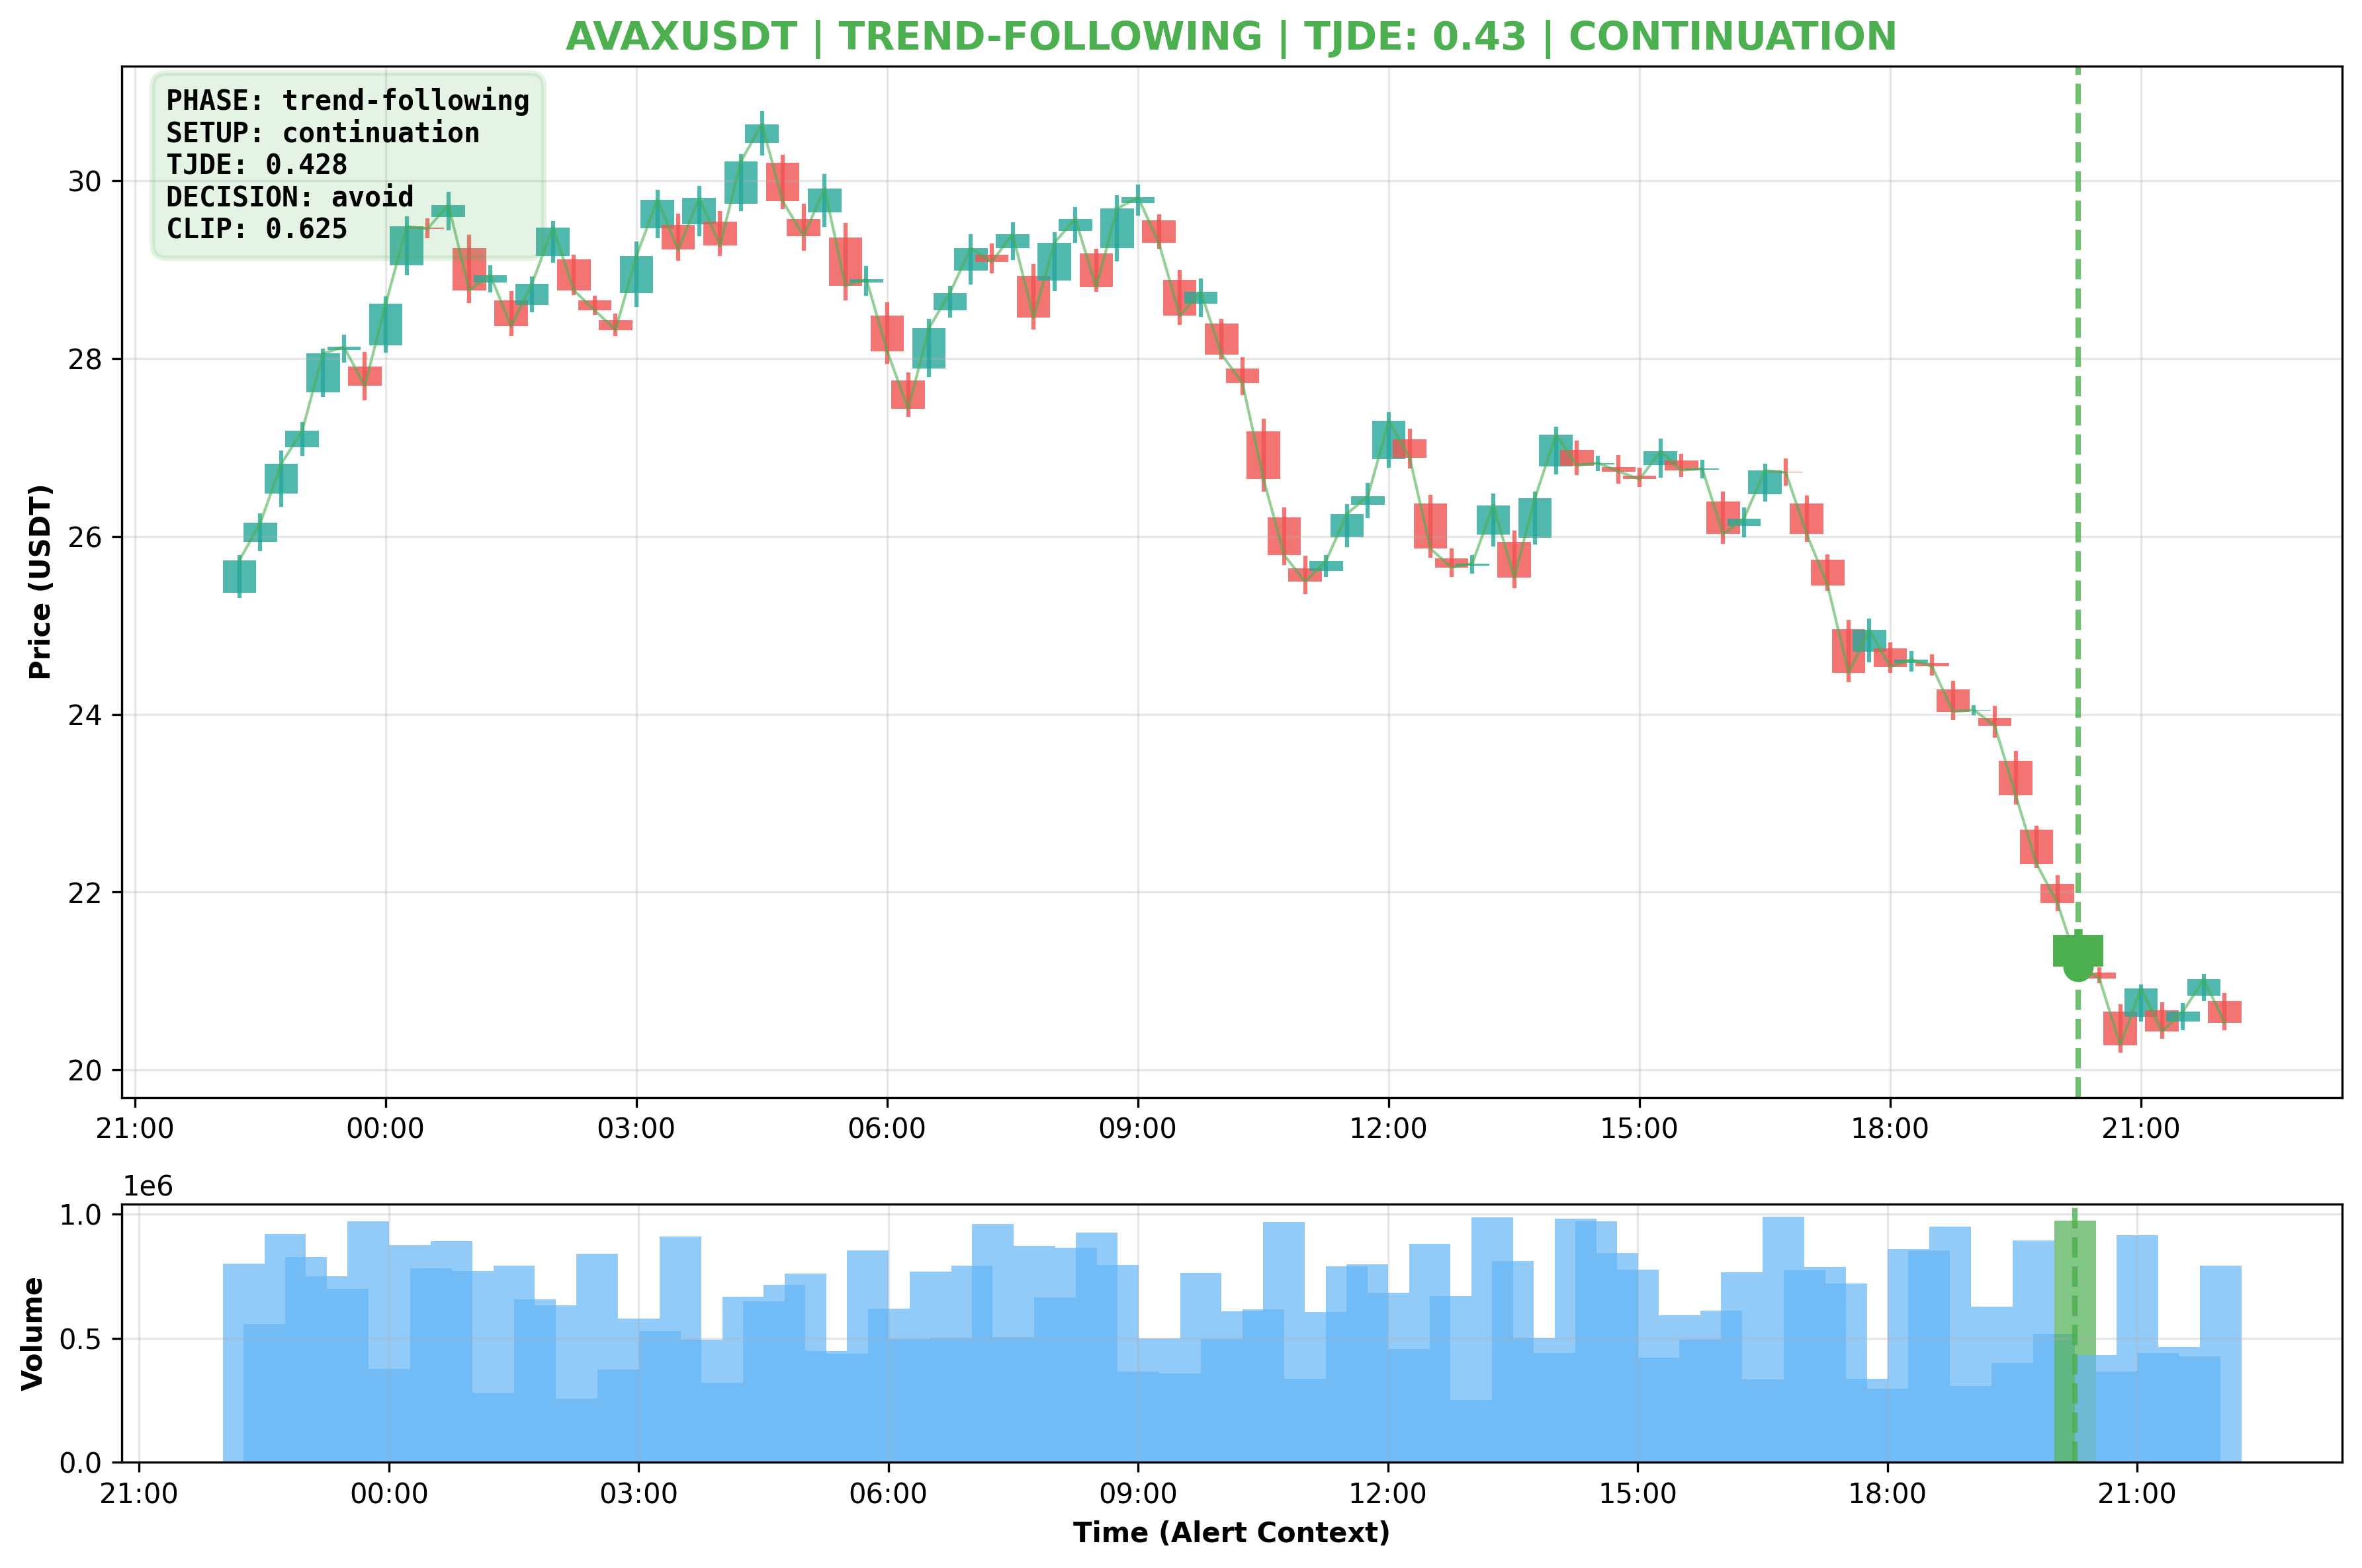 AVAXUSDT | TREND-FOLLOWING | TJDE: 0.43 | CONTINUATION
PHASE: trend-following
SETUP: continuation
TJDE: 0.428
DECISION: avoid
CLIP: 0.625
Price (USDT)
30
28
26
24
22
20
21:00 00:00 03:00 06:00 09:00 12:00 15:00 18:00 21:00
1e6
Volume
1.0
0.5
0.0
21:00 00:00 03:00 06:00 09:00 12:00 15:00 18:00 21:00
Time (Alert Context)